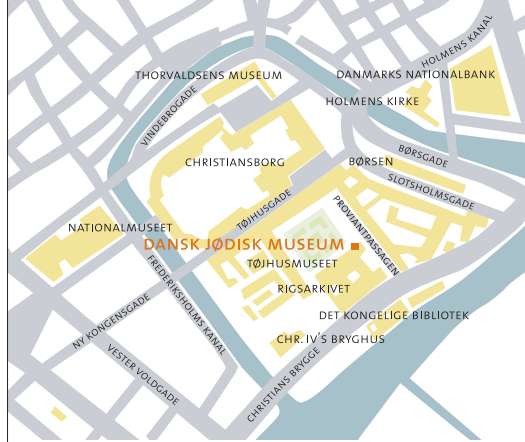 HOLMENS KANAL
THORVALDSENS MUSEUM
DANMARKS NATIONALBANK
HOLMENS KIRKE
VINDEBROGADE
BØRSGADE
CHRISTIANSBORG
BØRSEN
SLOTSHOLMSGADE
TØJHUSGADE
PROVIANTPASSAGEN
NATIONALMUSEET
DANSK JØDISK MUSEUM
TØJHUSMUSEET
FREDERIKSHOLMS KANAL
RIGSARKIVET
NY KONGENSGADE
DET KONGELIGE BIBLIOTEK
CHR. IV'S BRYGHUS
VESTER VOLDGADE
CHRISTIANS BRYGGE